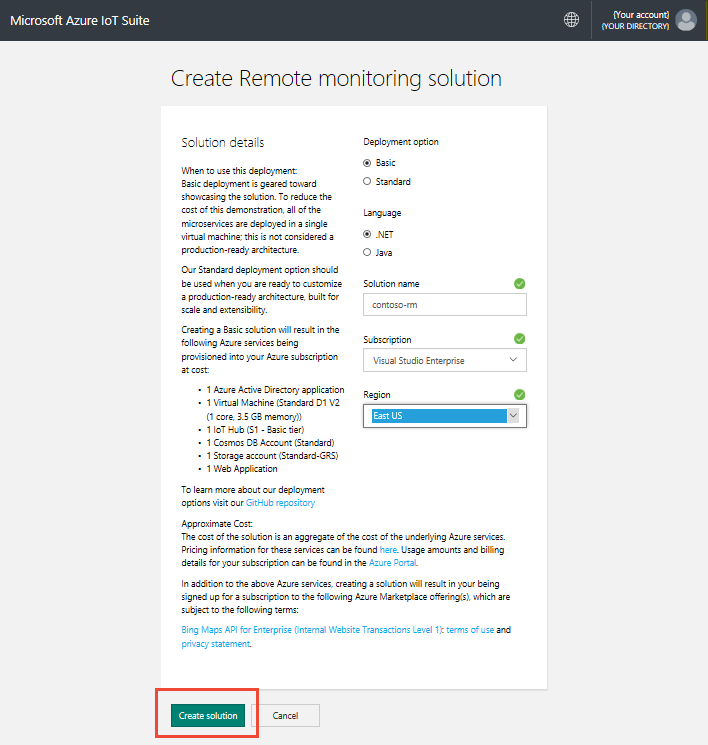 Microsoft Azure IoT Suite
{Your account}
{YOUR DIRECTORY}
Create Remote monitoring solution
Solution details
When to use this deployment:
Basic deployment is geared toward
showcasing the solution. To reduce the
cost of this demonstration, all of the
microservices are deployed in a single
virtual machine; this is not considered a
production-ready architecture.
Our Standard deployment option should
be used when you are ready to customize
a production-ready architecture, built for
scale and extensibility.
Creating a Basic solution will result in the
following Azure services being
provisioned into your Azure subscription
at cost:
• 1 Azure Active Directory application
• 1 Virtual Machine (Standard D1 V2
(1 core, 3.5 GB memory))
• 1 IoT Hub (S1 - Basic tier)
• 1 Cosmos DB Account (Standard)
• 1 Storage account (Standard-GRS)
• 1 Web Application
To learn more about our deployment
options visit our GitHub repository
Deployment option
Basic
Standard
Language
.NET
Java
Solution name
contoso-rm
Subscription
Visual Studio Enterprise
Region
East US
Approximate Cost:
The cost of the solution is an aggregate of the cost of the underlying Azure services.
Pricing information for these services can be found here. Usage amounts and billing
details for your subscription can be found in the Azure Portal.
In addition to the above Azure services, creating a solution will result in your being
signed up for a subscription to the following Azure Marketplace offering(s), which are
subject to the following terms:
Bing Maps API for Enterprise (Internal Website Transactions Level 1): terms of use and
privacy statement.
Create solution
Cancel